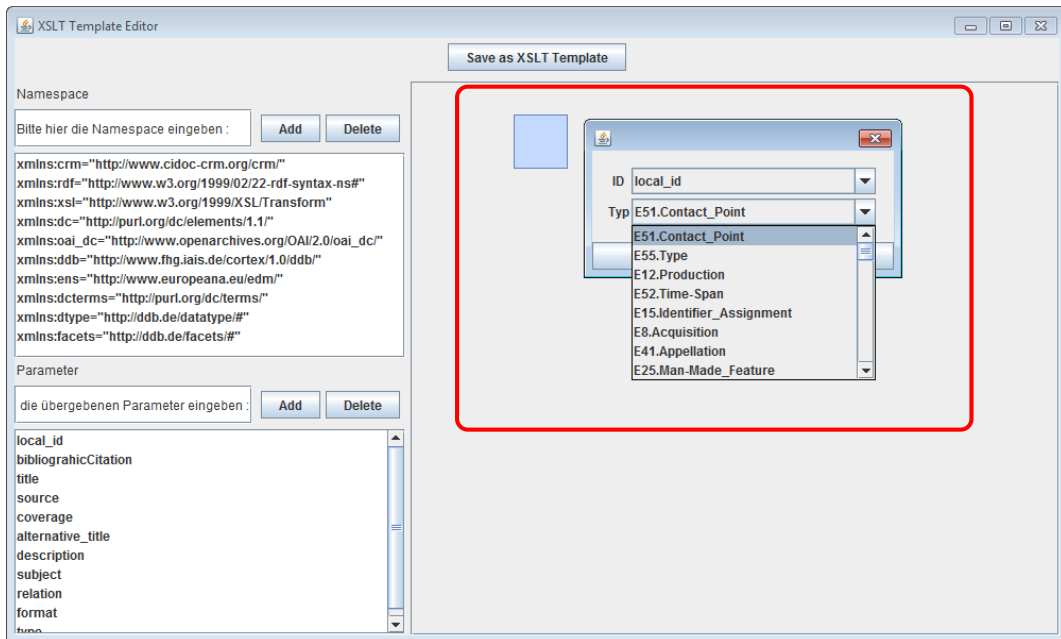 XSLT Template Editor
Save as XSLT Template
Namespace
Bitte hier die Namespace eingeben :
Add
Delete
xmlns:crm="http://www.cidoc-crm.org/crm/"
xmlns:rdf="http://www.w3.org/1999/02/22-rdf-syntax-ns#"
xmlns:xsl="http://www.w3.org/1999/XSL/Transform"
xmlns:dc="http://purl.org/dc/elements/1.1/"
xmlns:oai_dc="http://www.openarchives.org/OAI/2.0/oai_dc/"
xmlns:ddb="http://www.fhg.iais.de/cortex/1.0/ddb/"
xmlns:ens="http://www.europeana.eu/edm/"
xmlns:dcterms="http://purl.org/dc/terms/"
xmlns:dtype="http://ddb.de/datatype/#"
xmlns:facets="http://ddb.de/facets/#"
Parameter
die übergebenen Parameter eingeben :
Add
Delete
local_id
bibliograhicCitation
title
source
coverage
alternative_title
description
subject
relation
format
type
ID local_id
Typ E51.Contact_Point
E51.Contact_Point
E55.Type
E12.Production
E52.Time-Span
E15.Identifier_Assignment
E8.Acquisition
E41.Appellation
E25.Man-Made_Feature